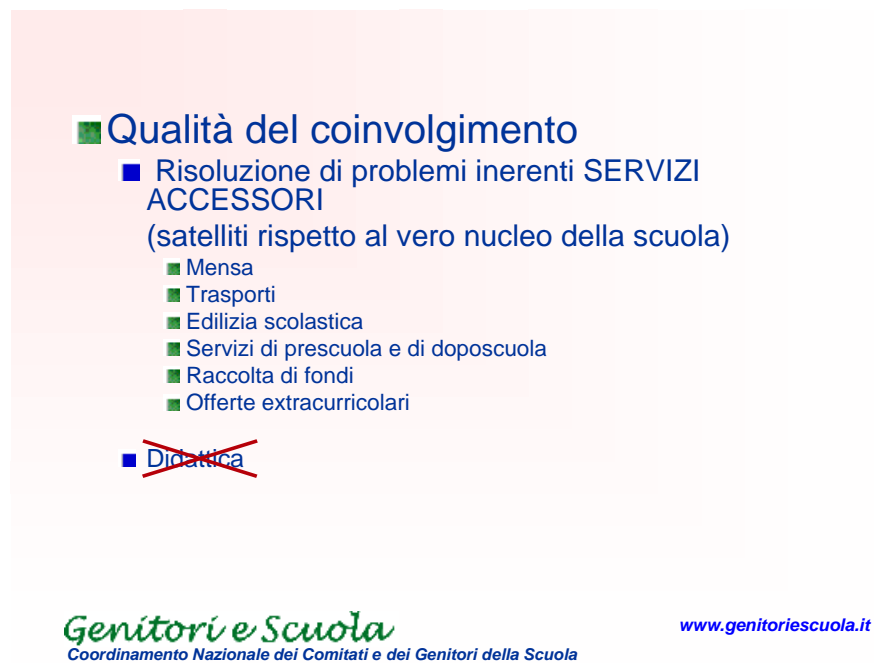 Qualità del coinvolgimento
Risoluzione di problemi inerenti SERVIZI
ACCESSORI
(satelliti rispetto al vero nucleo della scuola)
Mensa
Trasporti
Edilizia scolastica
Servizi di prescuola e di doposcuola
Raccolta di fondi
Offerte extracurricolari
Didattica
Genitori e Scuola
www.genitoriescuola.it
Coordinamento Nazionale dei Comitati e dei Genitori della Scuola